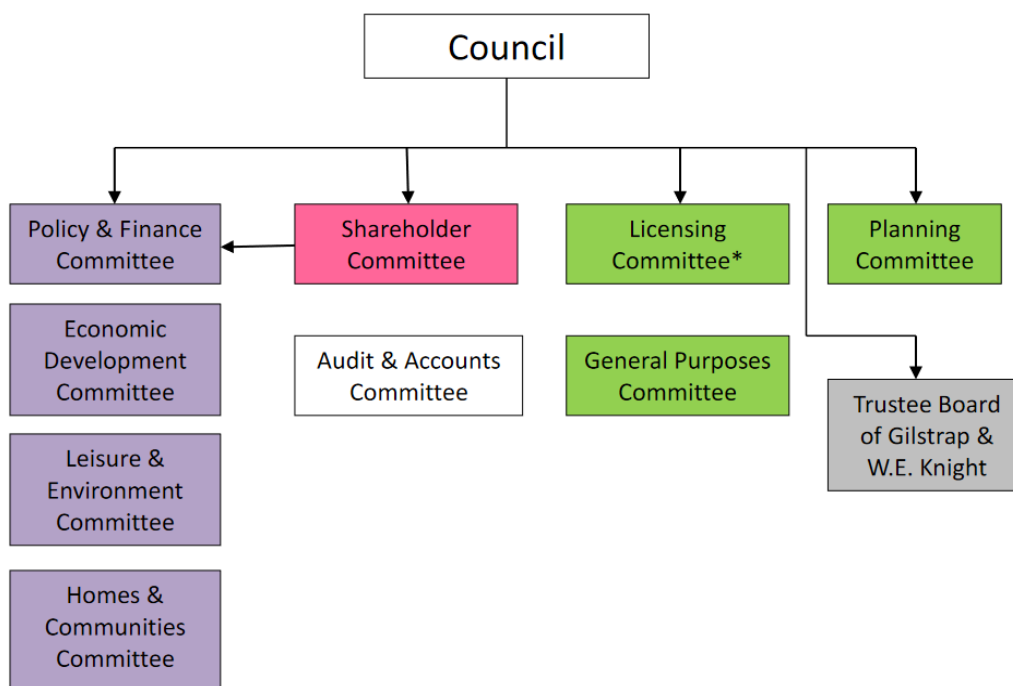 Council
Policy & Finance
Committee
Shareholder
Committee
Licensing
Committee*
Planning
Committee
Economic
Development
Committee
Audit & Accounts
Committee
General Purposes
Committee
Trustee Board
of Gilstrap &
W.E. Knight
Leisure &
Environment
Committee
Homes &
Communities
Committee